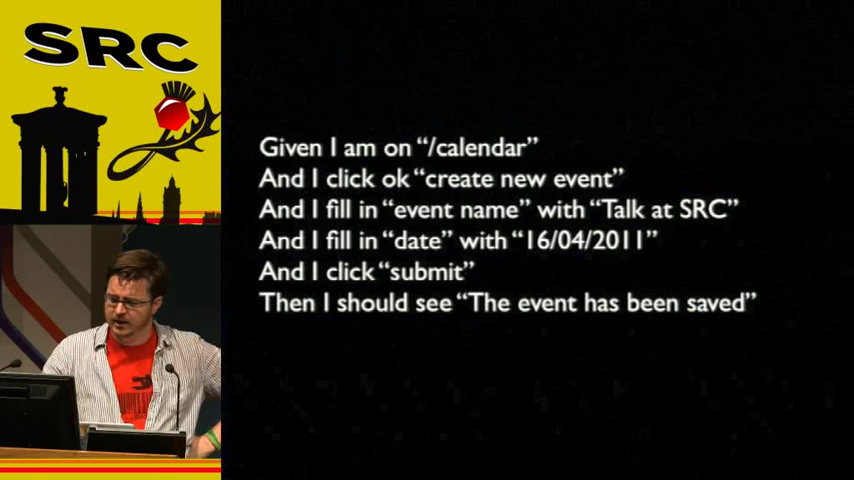 SRC
Given I am on “/calendar”
And I click ok “create new event”
And I fill in “event name” with “Talk at SRC”
And I fill in “date” with “16/04/2011”
And I click “submit”
Then I should see “The event has been saved”